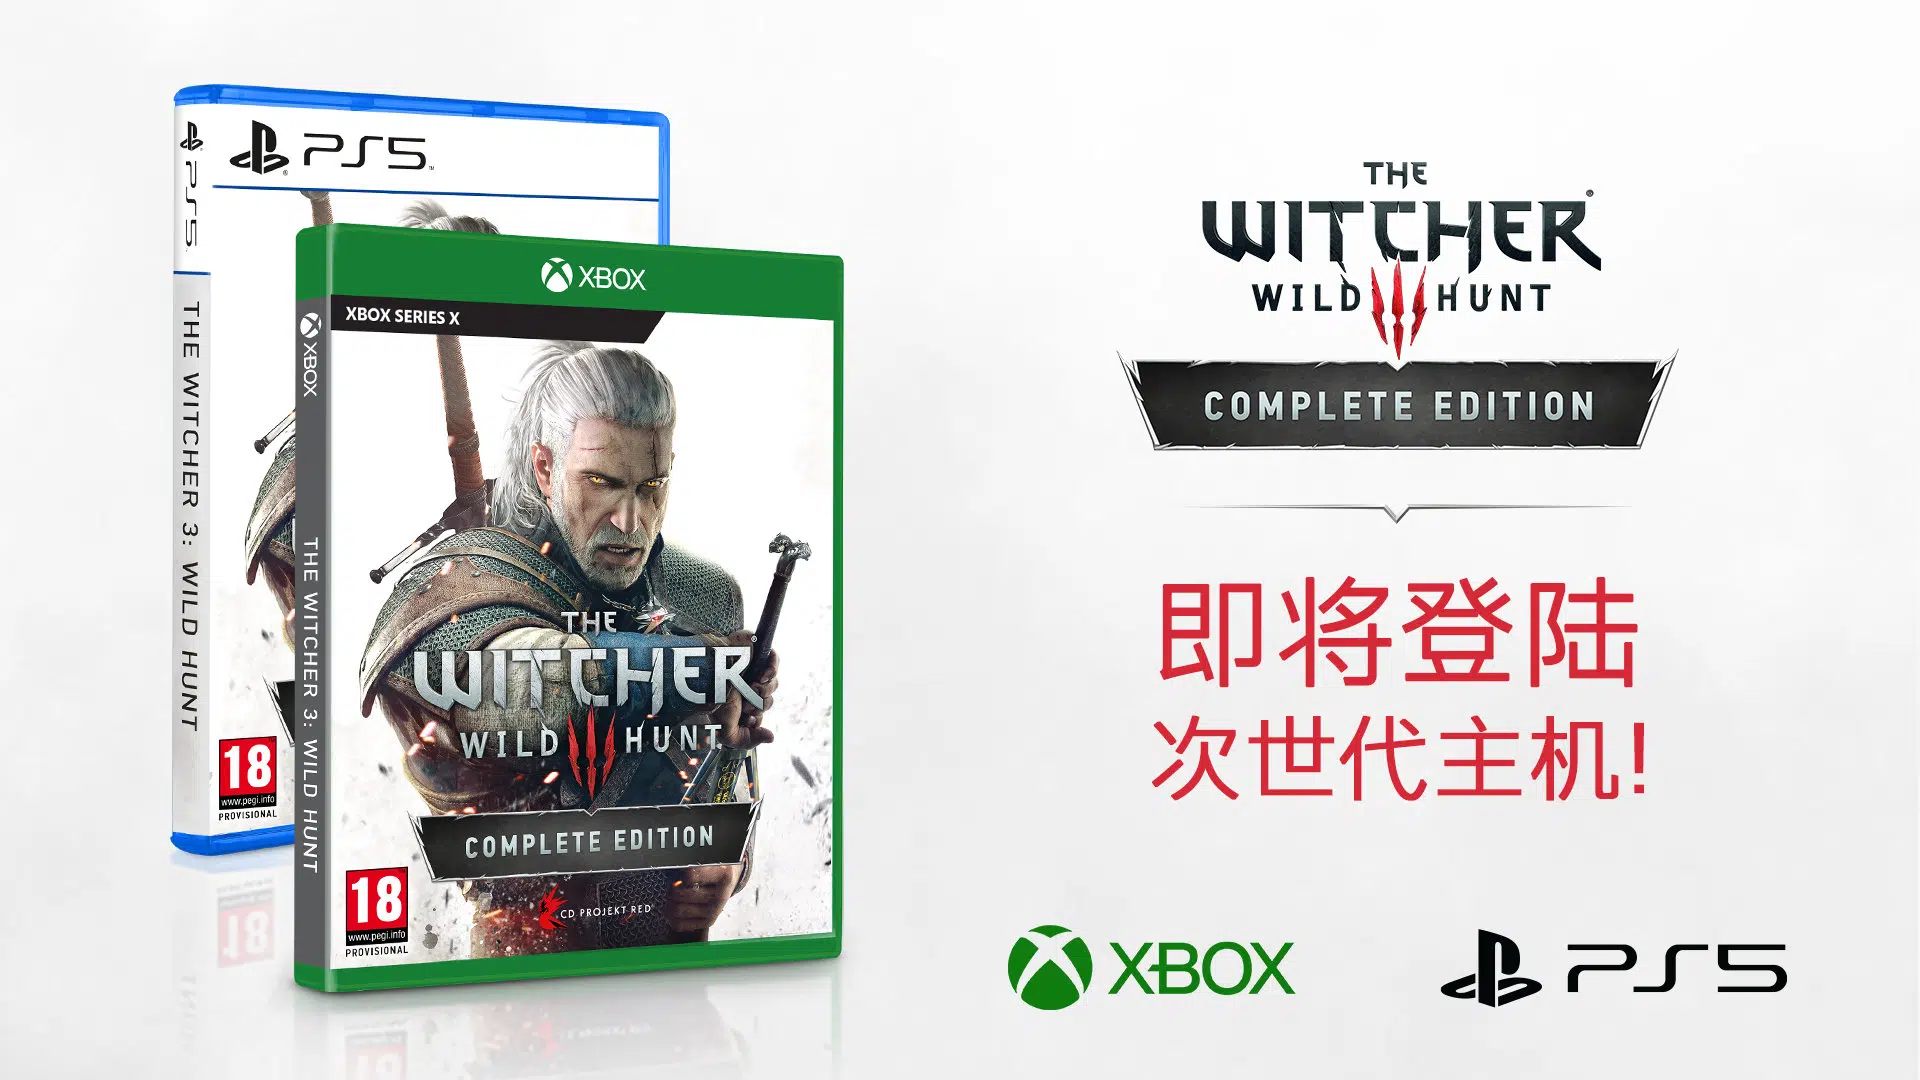 PS5
PS5
THE WITCHER 3: WILD HUNT
18
www.pegi.info
PROVISIONAL
XBOX
XBOX SERIES X
XBOX
THE WITCHER 3: WILD HUNT
THE
WITCHER
WILD HUNT
COMPLETE EDITION
CD PROJEKT RED
18
www.pegi.info
PROVISIONAL
THE
WITCHER®
WILD HUNT
COMPLETE EDITION
即将登陆
次世代主机!
XBOX
PS5